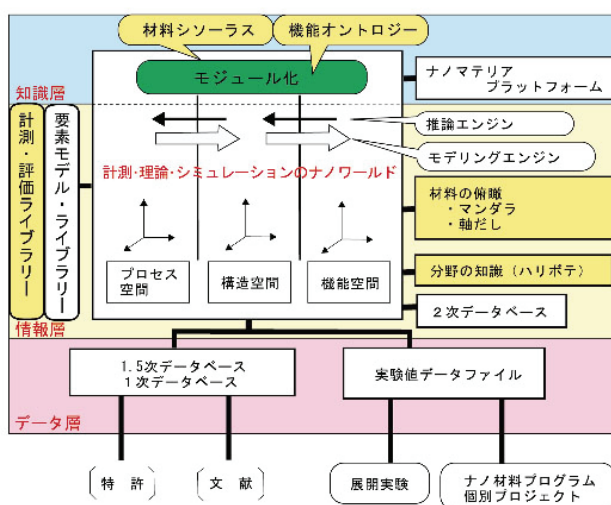 材料シソーラス
機能オントロジー
モジュール化
ナノマテリア
プラットフォーム
知識層
推論エンジン
モデリングエンジン
計測・評価ライブラリー
要素モデル・ライブラリー
計測・理論・シミュレーションのナノワールド
材料の俯瞰
・マンダラ
・軸だし
プロセス
空間
構造空間
機能空間
分野の知識（ハリボテ）
２次データベース
情報層
1.5次データベース
1次データベース
実験値データファイル
データ層
特 許
文 献
展開実験
ナノ材料プログラム
個別プロジェクト